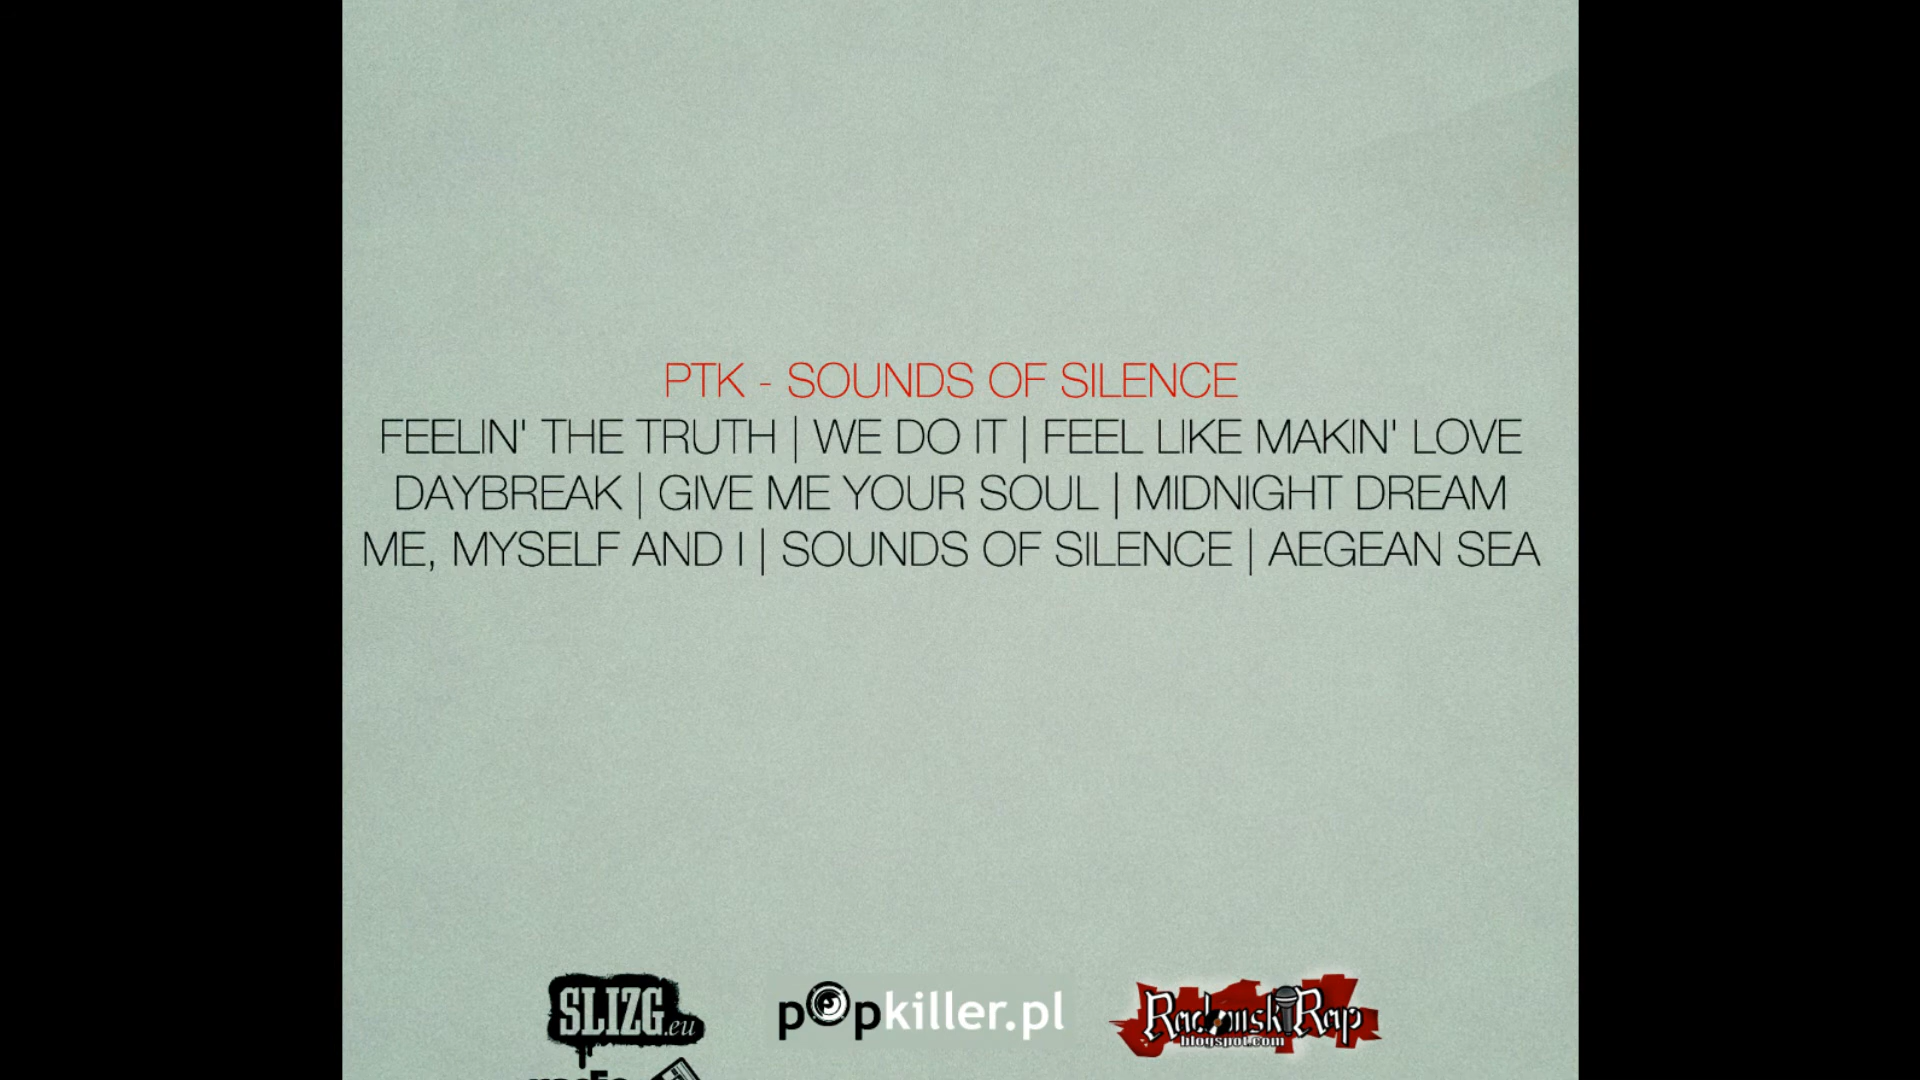 PTK - SOUNDS OF SILENCE
FEELIN' THE TRUTH | WE DO IT | FEEL LIKE MAKIN' LOVE
DAYBREAK | GIVE ME YOUR SOUL | MIDNIGHT DREAM
ME, MYSELF AND I | SOUNDS OF SILENCE | AEGEAN SEA
SLIZG.eu
popkiller.pl
RadomskiRap
blogspot.com